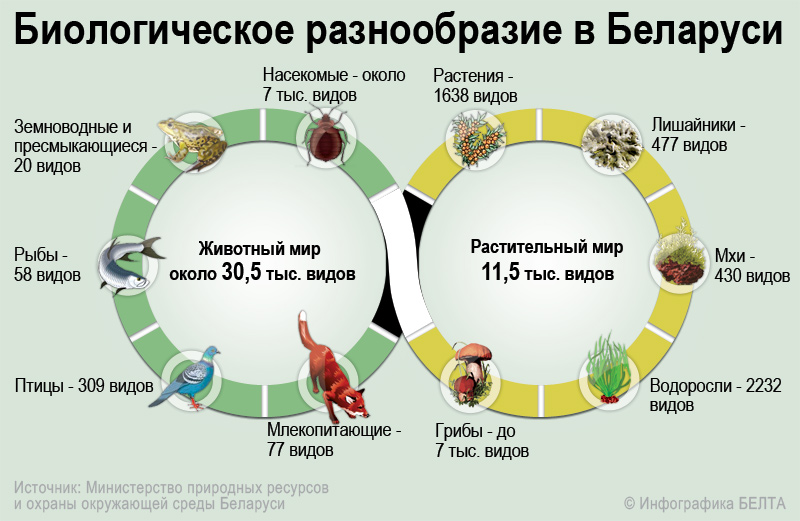 Биологическое разнообразие в Беларуси
Насекомые - около
7 тыс. видов
Земноводные и
пресмыкающиеся -
20 видов
Рыбы -
58 видов
Птицы - 309 видов
Млекопитающие -
77 видов
Животный мир
около 30,5 тыс. видов
Растения -
1638 видов
Лишайники -
477 видов
Мхи -
430 видов
Водоросли - 2232
видов
Грибы - до
7 тыс. видов
Растительный мир
11,5 тыс. видов
Источник: Министерство природных ресурсов
и охраны окружающей среды Беларуси
© Инфографика БЕЛТА